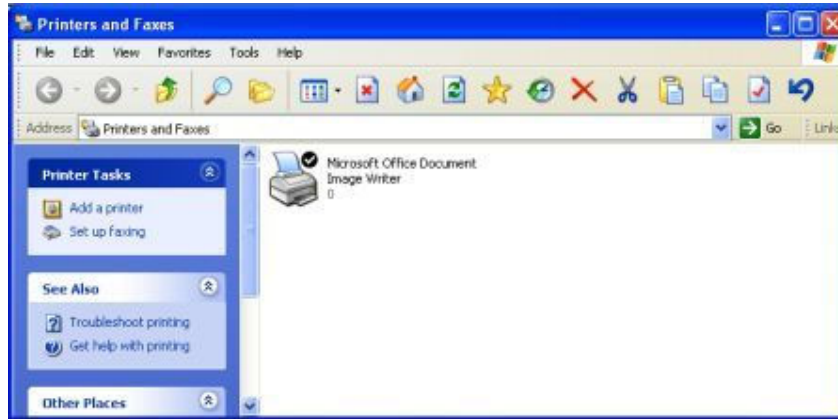 Printers and Faxes
File Edit View Favorites Tools Help
Address Printers and Faxes Go Links
Printer Tasks
Add a printer
Set up faxing
See Also
Troubleshoot printing
Get help with printing
Other Places
Microsoft Office Document
Image Writer
0